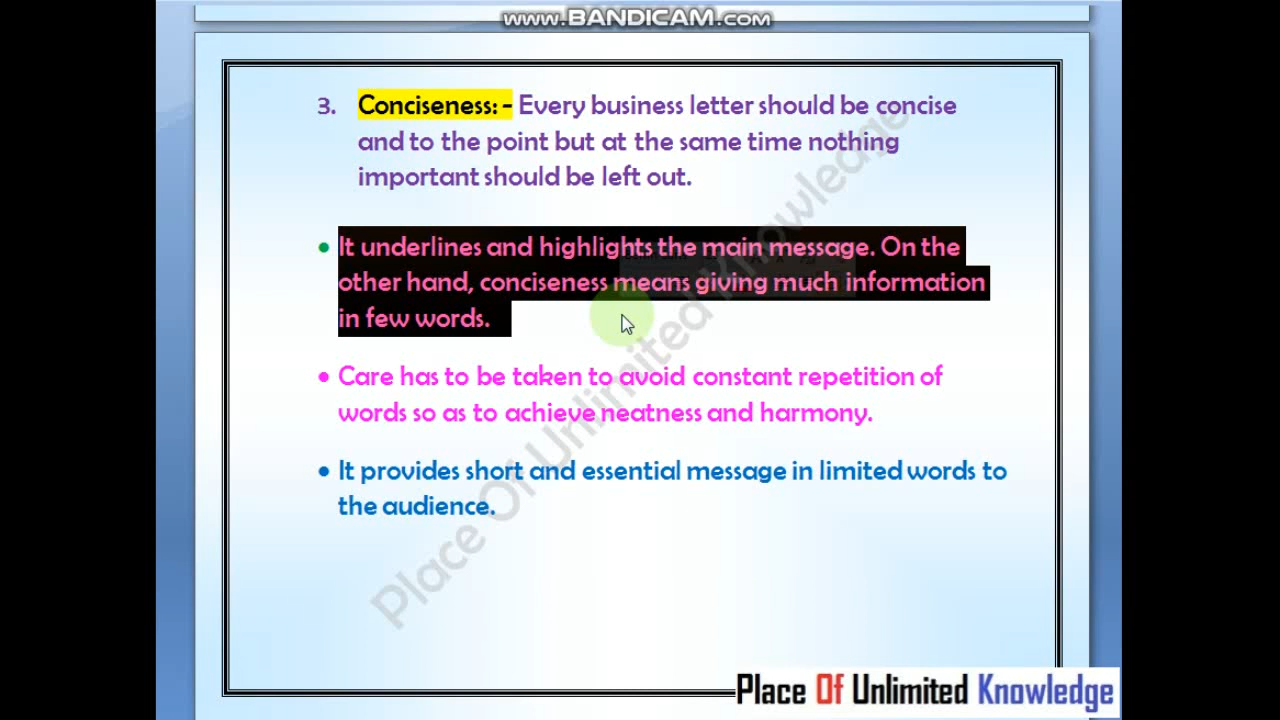 www.BANDICAM.com
3. Conciseness: - Every business letter should be concise
and to the point but at the same time nothing
important should be left out.
• It underlines and highlights the main message. On the
other hand, conciseness means giving much information
in few words.
• Care has to be taken to avoid constant repetition of
words so as to achieve neatness and harmony.
• It provides short and essential message in limited words to
the audience.
Place Of Unlimited Knowledge
Place Of Unlimited Knowledge